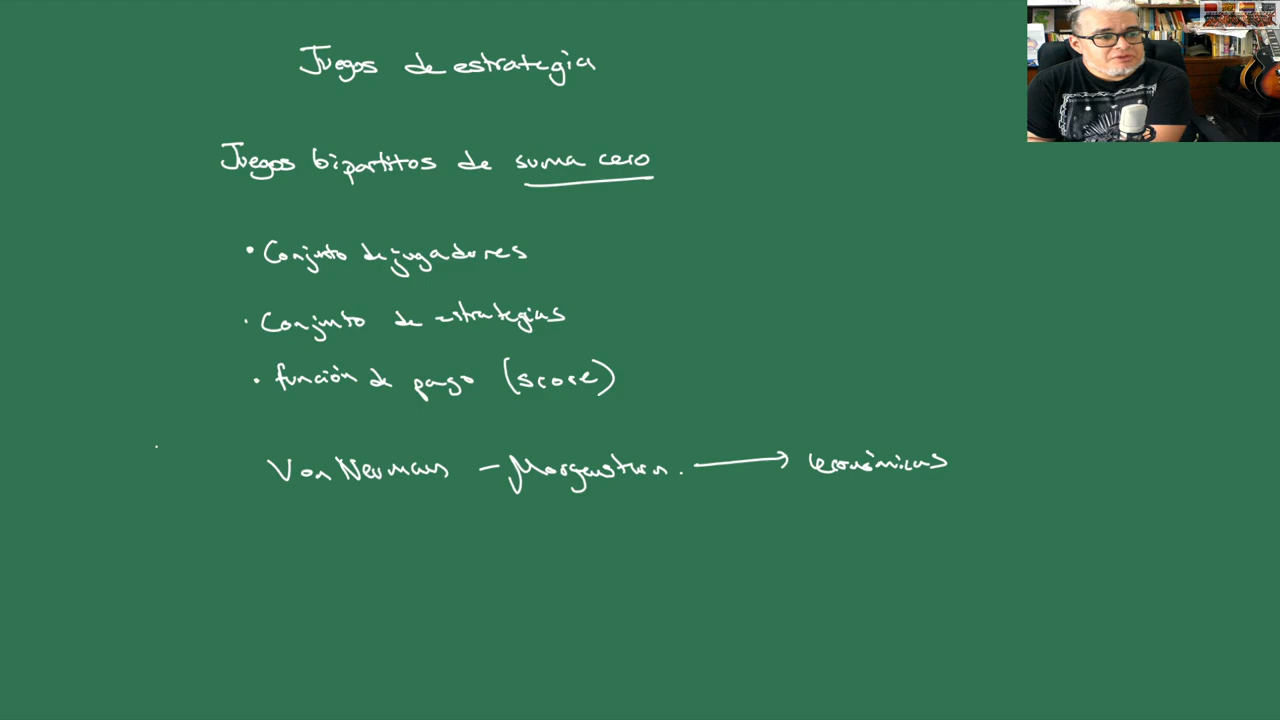 Juegos de estrategia
Juegos bipartitos de suma cero
• Conjunto de jugadores
• Conjunto de estrategias
• función de pago (score)
Von Neuman – Morgenstern. → económicas